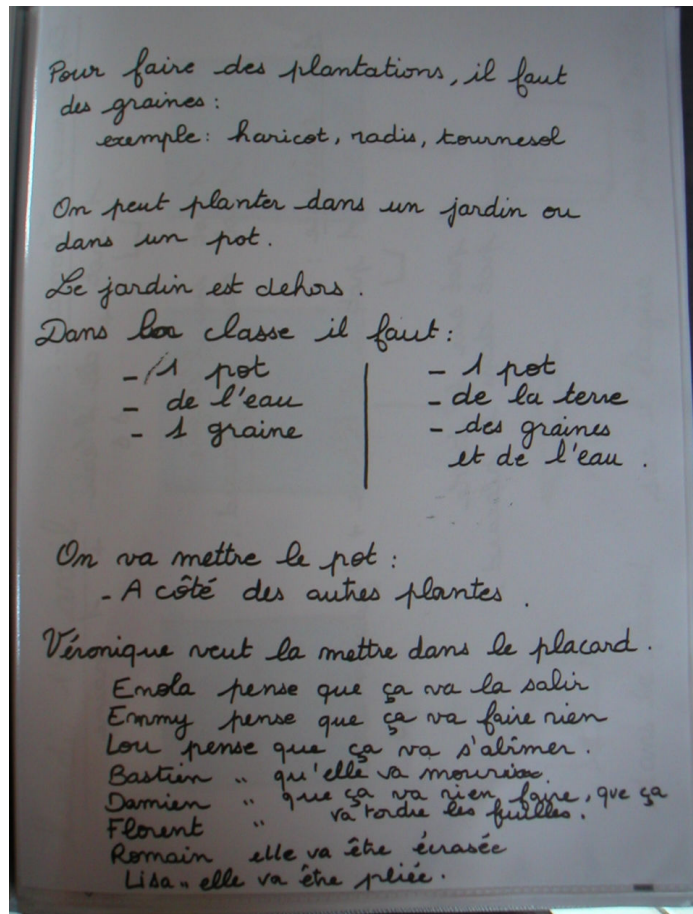 Pour faire des plantations, il faut
des graines :
exemple : haricot, radis, tournesol
On peut planter dans un jardin ou
dans un pot.
Le jardin est dehors.
Dans la classe il faut :
- 1 pot
- de l'eau
- 1 graine
- 1 pot
- de la terre
- des graines
et de l'eau.
On va mettre le pot :
- A côté des autres plantes.
Véronique veut la mettre dans le placard.
Enola pense que ça va la salir
Emmy pense que ça va faire rien
Lou pense que ça va s'abîmer.
Bastien " qu'elle va mourir.
Damien " que ça va rien faire, que ça
va tordre les feuilles.
Florent "
Romain elle va être écrasée
Lisa " elle va être pliée.